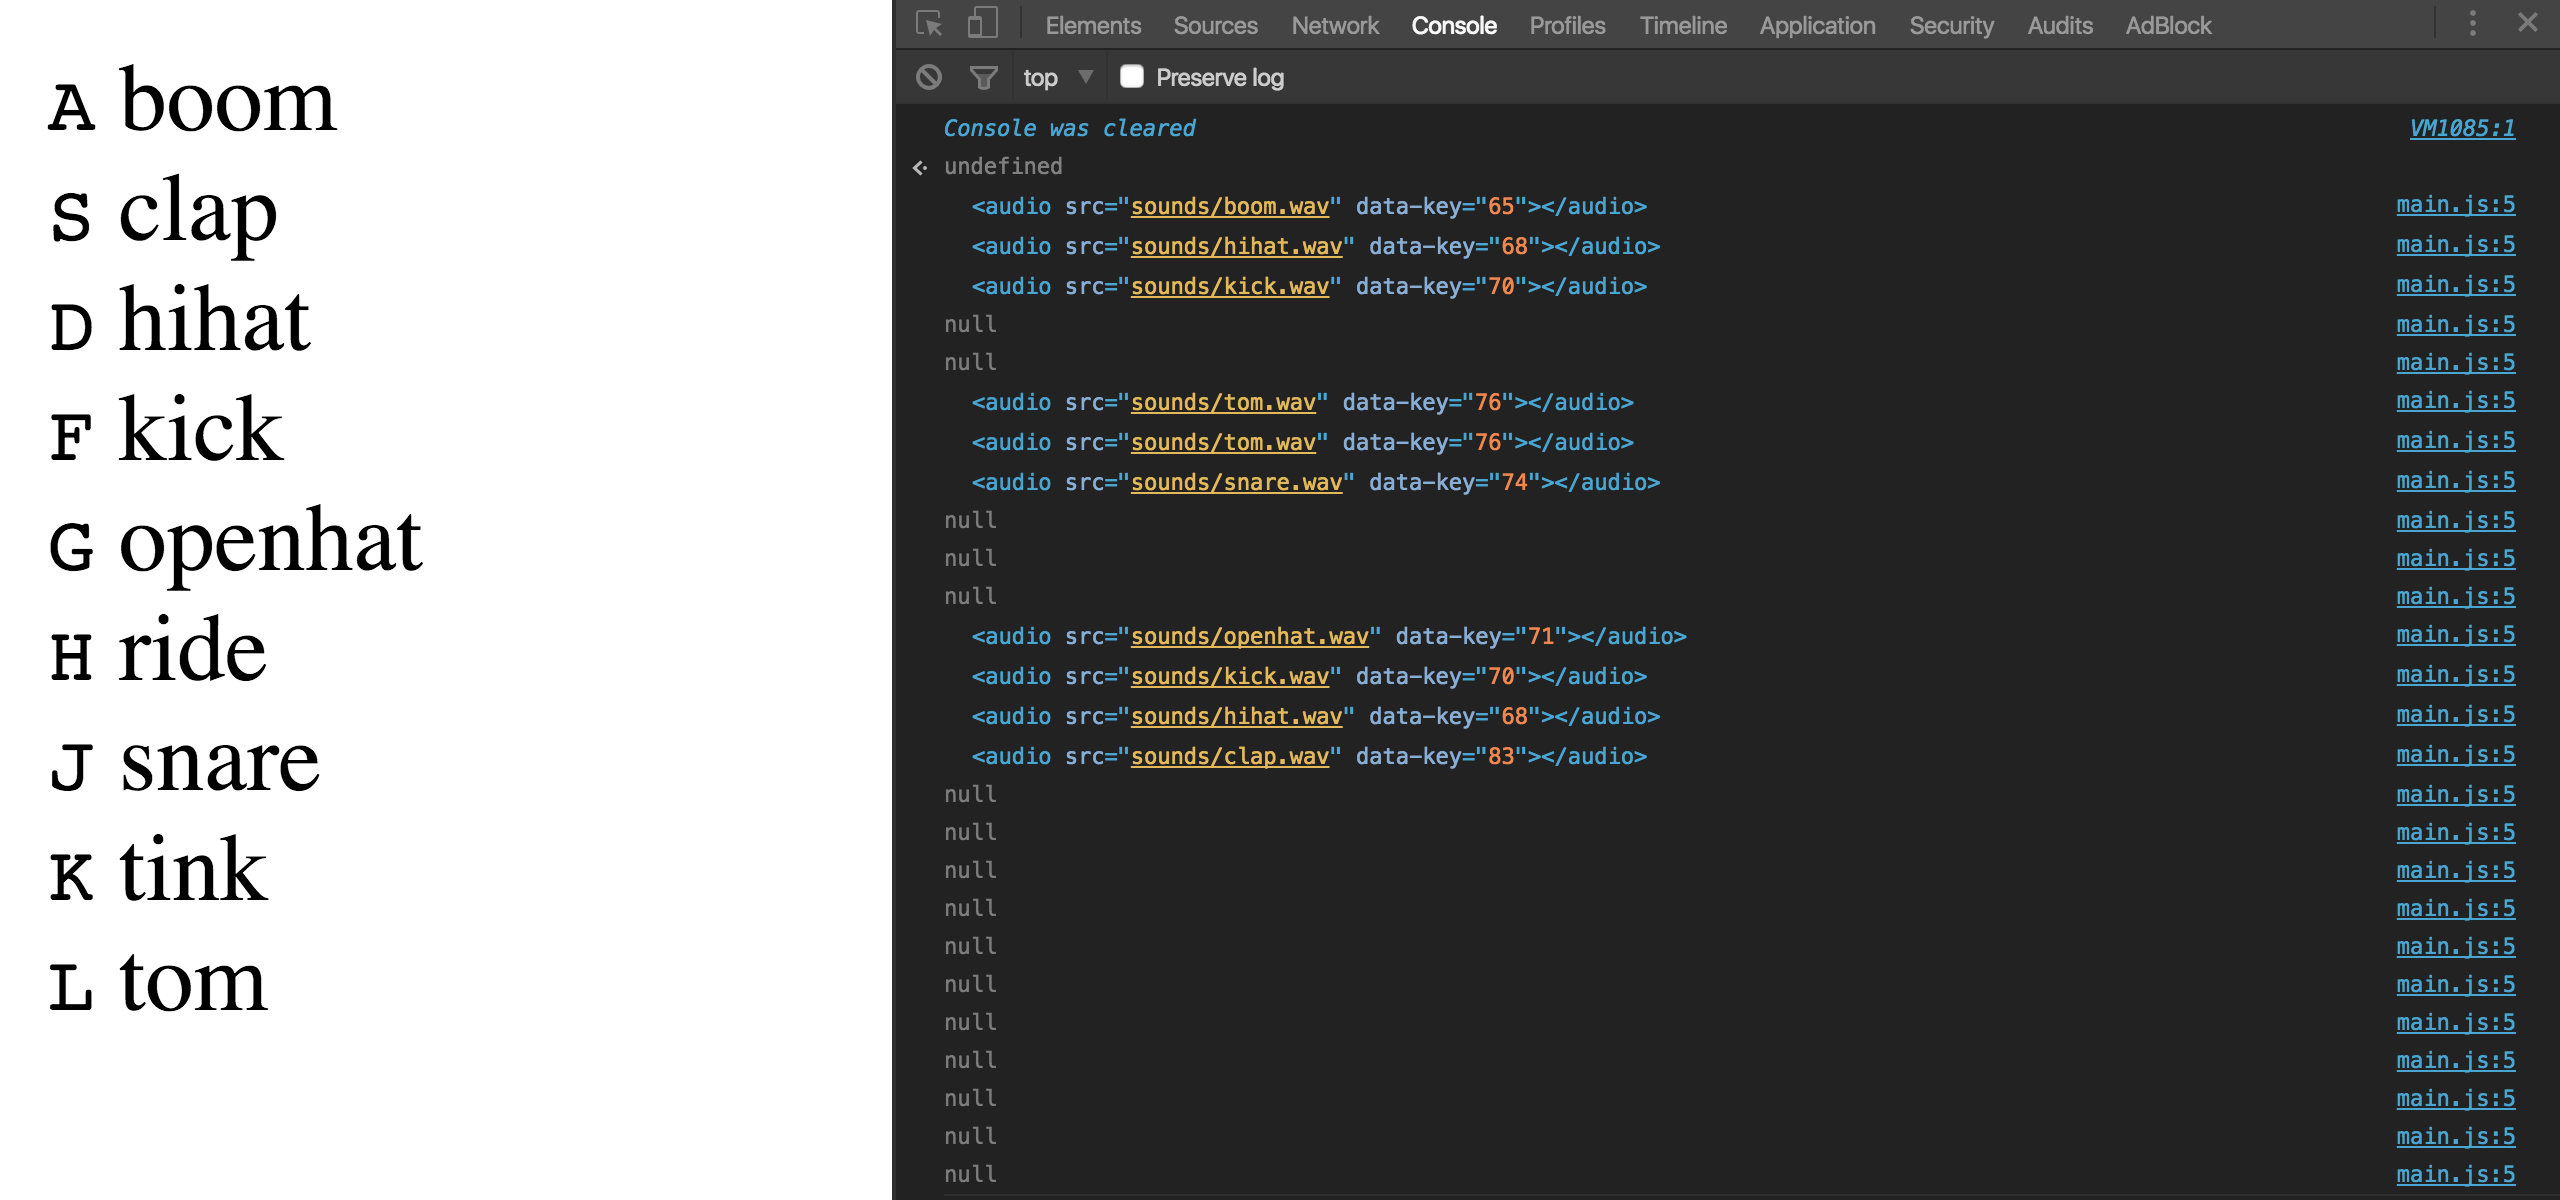 A boom
S clap
D hihat
F kick
G openhat
H ride
J snare
K tink
L tom
Elements Sources Network Console Profiles Timeline Application Security Audits AdBlock
top Preserve log
Console was cleared VM1085:1
undefined
<audio src="sounds/boom.wav" data-key="65"></audio> main.js:5
<audio src="sounds/hihat.wav" data-key="68"></audio> main.js:5
<audio src="sounds/kick.wav" data-key="70"></audio> main.js:5
null main.js:5
null main.js:5
<audio src="sounds/tom.wav" data-key="76"></audio> main.js:5
<audio src="sounds/tom.wav" data-key="76"></audio> main.js:5
<audio src="sounds/snare.wav" data-key="74"></audio> main.js:5
null main.js:5
null main.js:5
null main.js:5
<audio src="sounds/openhat.wav" data-key="71"></audio> main.js:5
<audio src="sounds/kick.wav" data-key="70"></audio> main.js:5
<audio src="sounds/hihat.wav" data-key="68"></audio> main.js:5
<audio src="sounds/clap.wav" data-key="83"></audio> main.js:5
null main.js:5
null main.js:5
null main.js:5
null main.js:5
null main.js:5
null main.js:5
null main.js:5
null main.js:5
null main.js:5
null main.js:5
null main.js:5